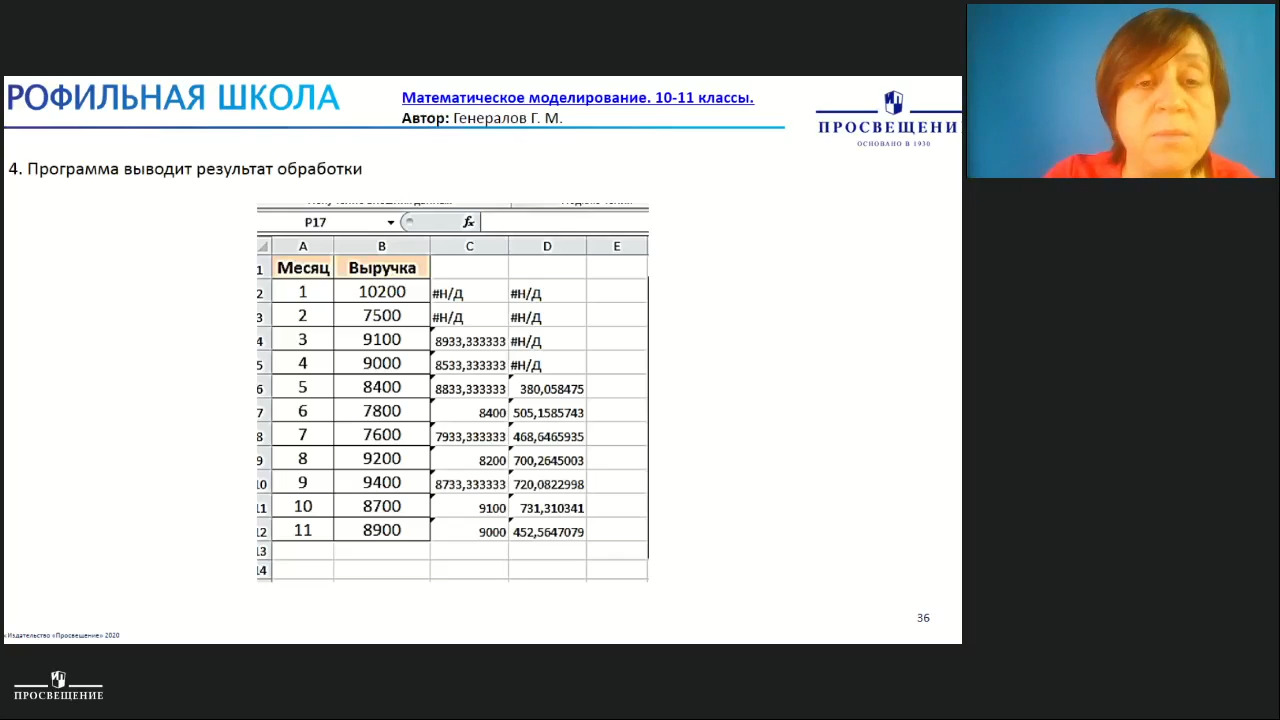 РОФИЛЬНАЯ ШКОЛА
Математическое моделирование. 10-11 классы.
Автор: Генералов Г. М.
ПРОСВЕЩЕНИ
ОСНОВАНО В 1930
4. Программа выводит результат обработки
P17 fx
A B C D E
1 Месяц Выручка
2 1 10200 #Н/Д #Н/Д
3 2 7500 #Н/Д #Н/Д
4 3 9100 8933,333333 #Н/Д
5 4 9000 8533,333333 #Н/Д
6 5 8400 8833,333333 380,058475
7 6 7800 8400 505,1585743
8 7 7600 7933,333333 468,6465935
9 8 9200 8200 700,2645003
10 9 9400 8733,333333 720,0822998
11 10 8700 9100 731,310341
12 11 8900 9000 452,5647079
13
14
36
«Издательство «Просвещение» 2020
ПРОСВЕЩЕНИЕ